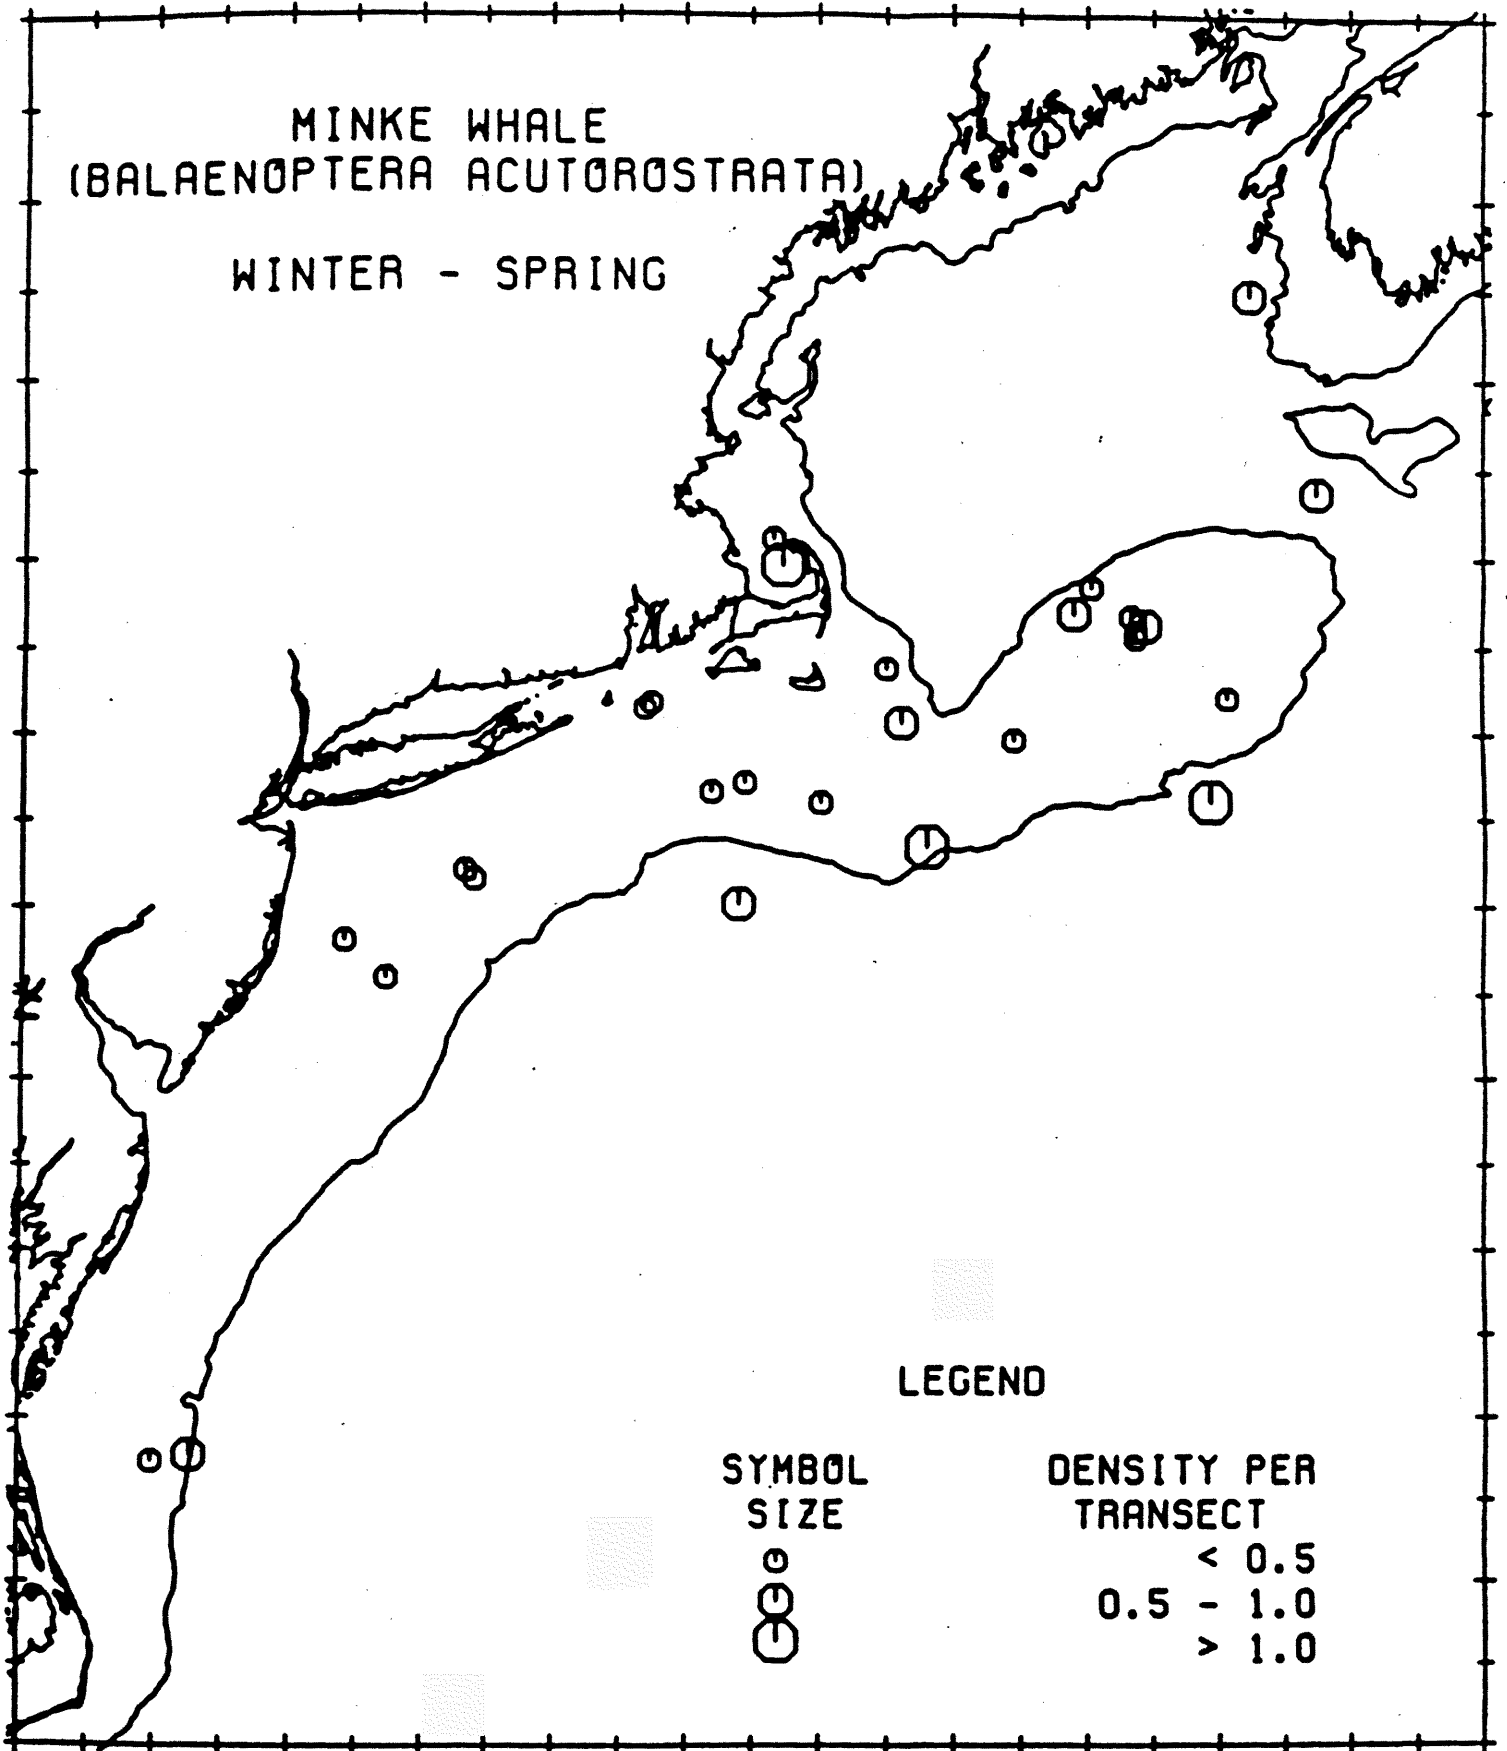 MINKE WHALE
(BALAENOPTERA ACUTOROSTRATA)
WINTER - SPRING
LEGEND
SYMBOL SIZE
DENSITY PER TRANSECT
< 0.5
0.5 - 1.0
> 1.0